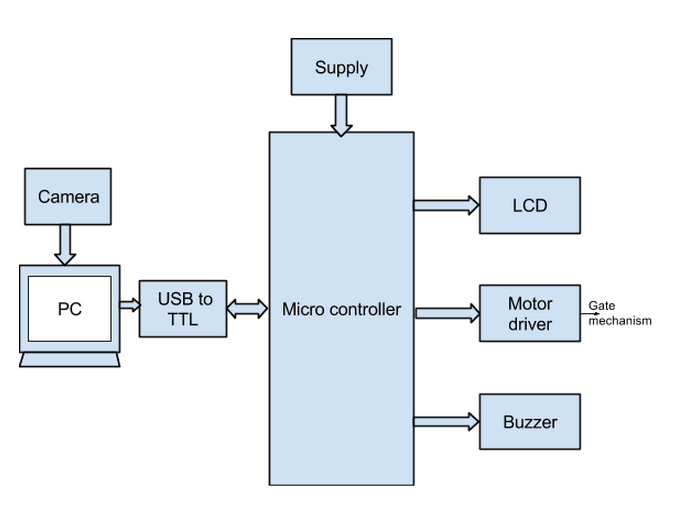 Supply
Camera
LCD
PC
USB to
TTL
Micro controller
Motor
driver
Gate
mechanism
Buzzer